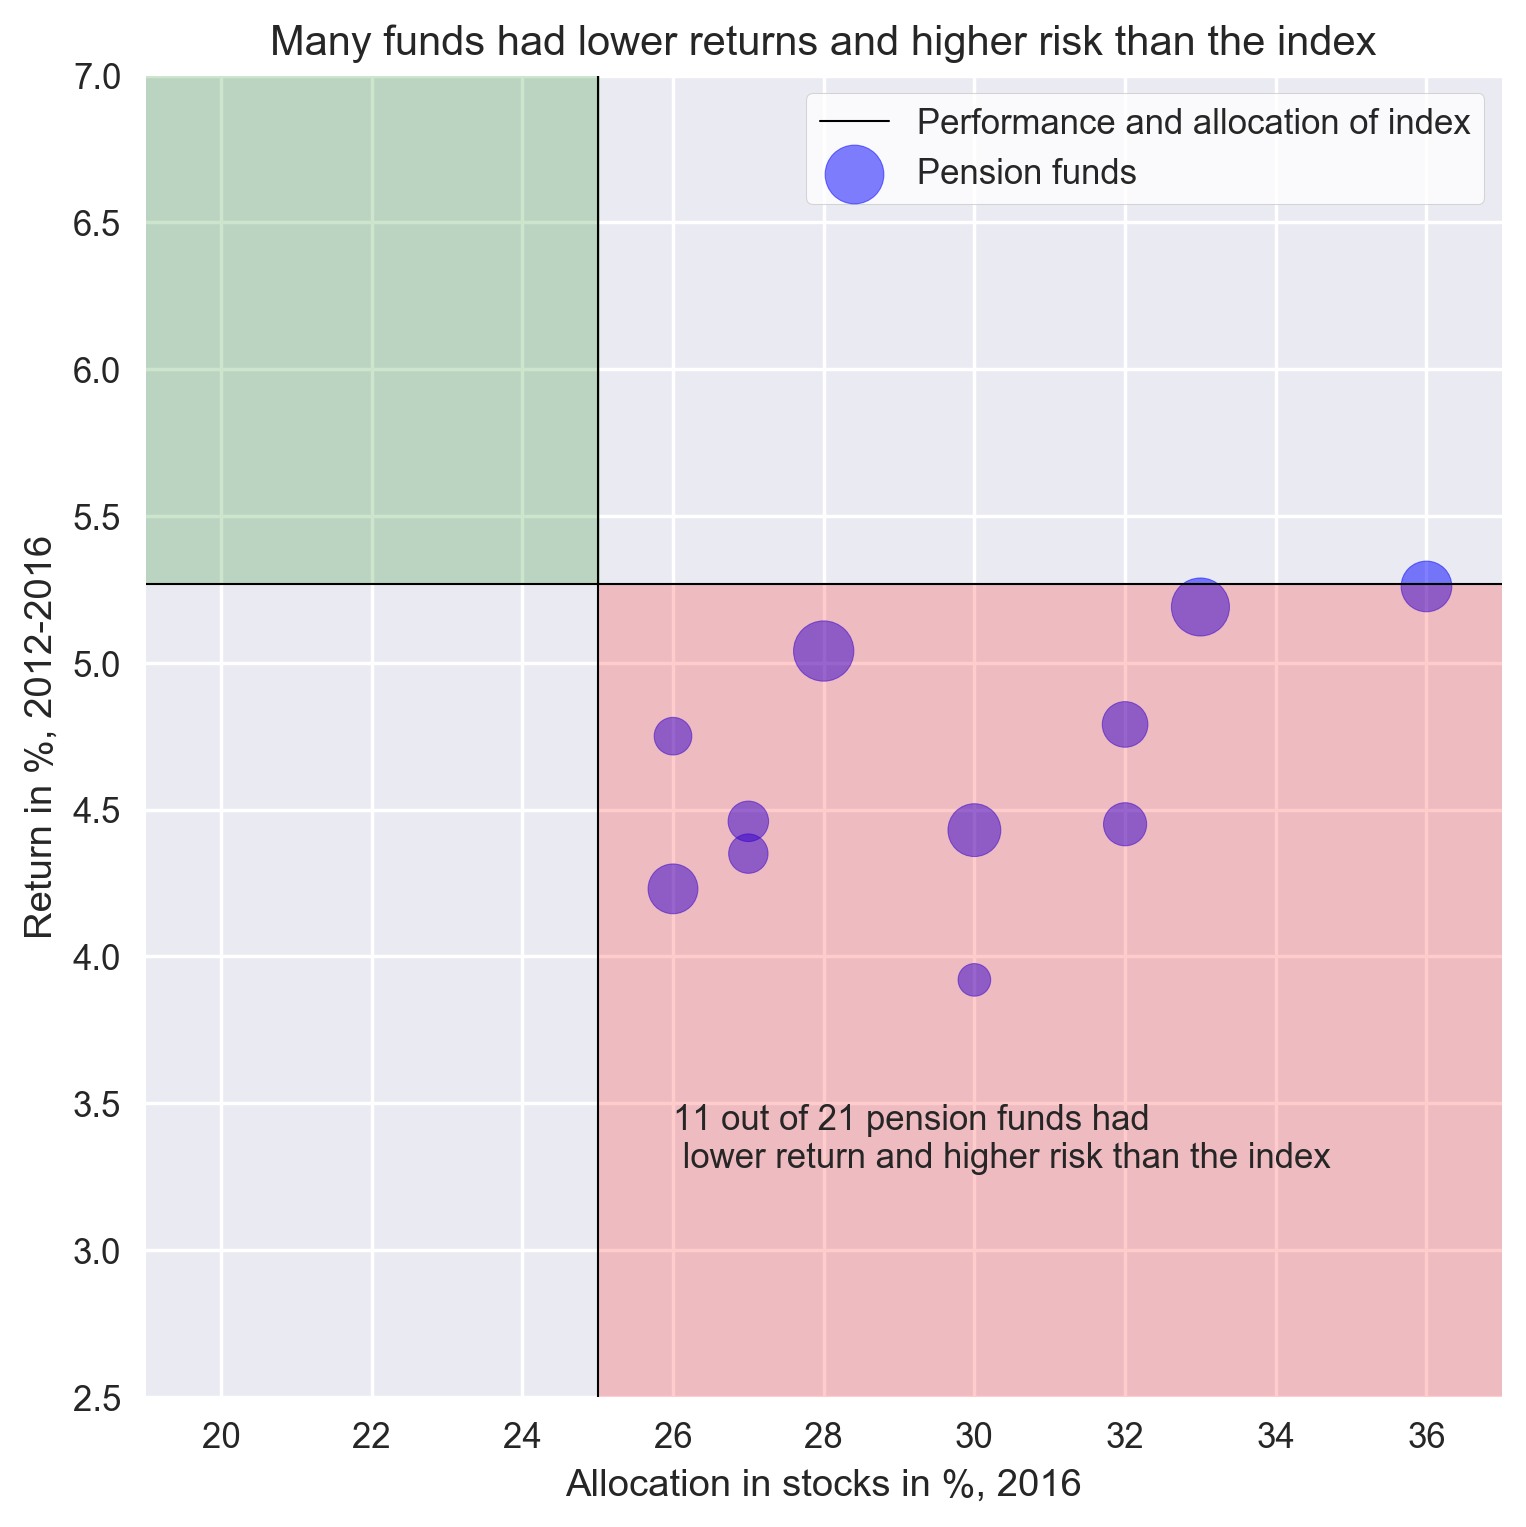 Many funds had lower returns and higher risk than the index
Performance and allocation of index
Pension funds
7.0
6.5
6.0
5.5
5.0
4.5
4.0
3.5
3.0
2.5
Return in %, 2012-2016
11 out of 21 pension funds had
lower return and higher risk than the index
20 22 24 26 28 30 32 34 36
Allocation in stocks in %, 2016